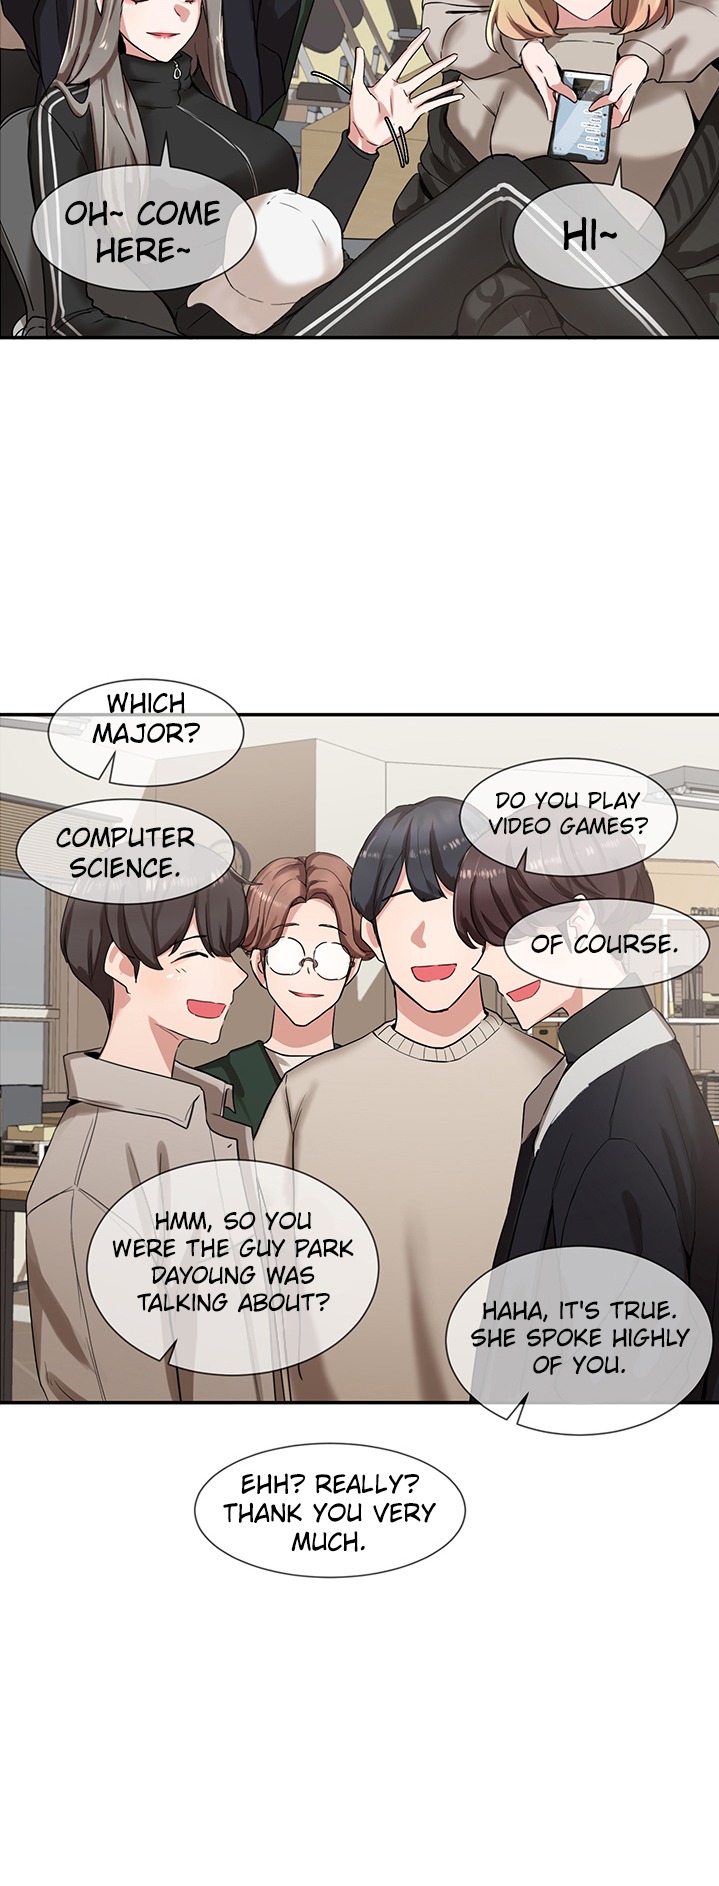 OH~ COME
HERE~
HI~
WHICH
MAJOR?
COMPUTER
SCIENCE.
DO YOU PLAY
VIDEO GAMES?
OF COURSE.
HMM, SO YOU
WERE THE GUY PARK
DAYOUNG WAS
TALKING ABOUT?
HAHA, IT'S TRUE.
SHE SPOKE HIGHLY
OF YOU.
EHH? REALLY?
THANK YOU VERY
MUCH.